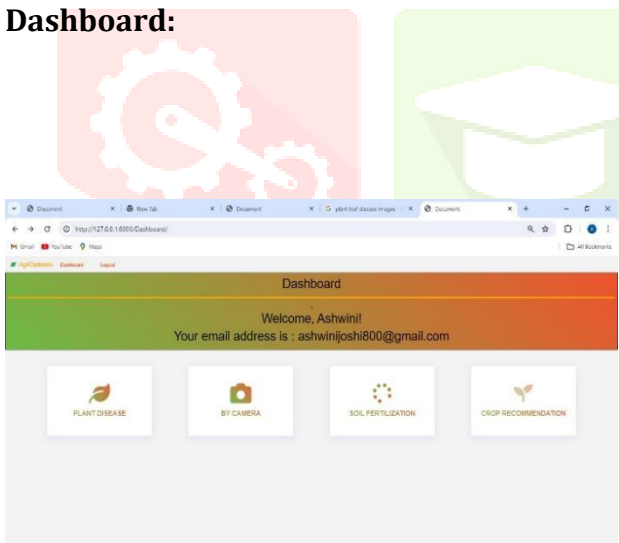 Dashboard:
Document
New Tab
Document
plant leaf disease images
Document
http://127.0.0.1:8000/Dashboard/
Gmail YouTube Maps All Bookmarks
Dashboard Logout
Dashboard
Welcome, Ashwini!
Your email address is : ashwinijoshi800@gmail.com
PLANT DISEASE BY CAMERA SOIL FERTILIZATION CROP RECOMMENDATION